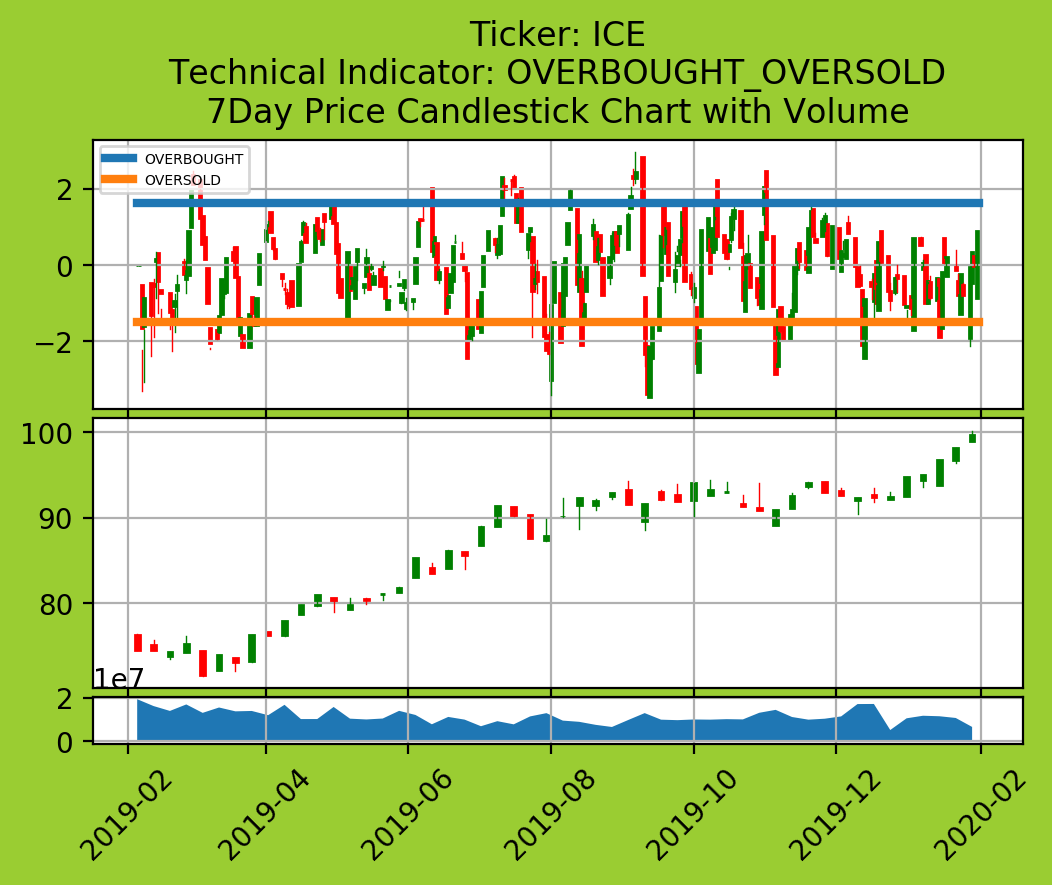 Ticker: ICE
Technical Indicator: OVERBOUGHT_OVERSOLD
7Day Price Candlestick Chart with Volume
OVERBOUGHT
OVERSOLD
2
0
−2
100
90
80
1e7
2
0
2019-02
2019-04
2019-06
2019-08
2019-10
2019-12
2020-02